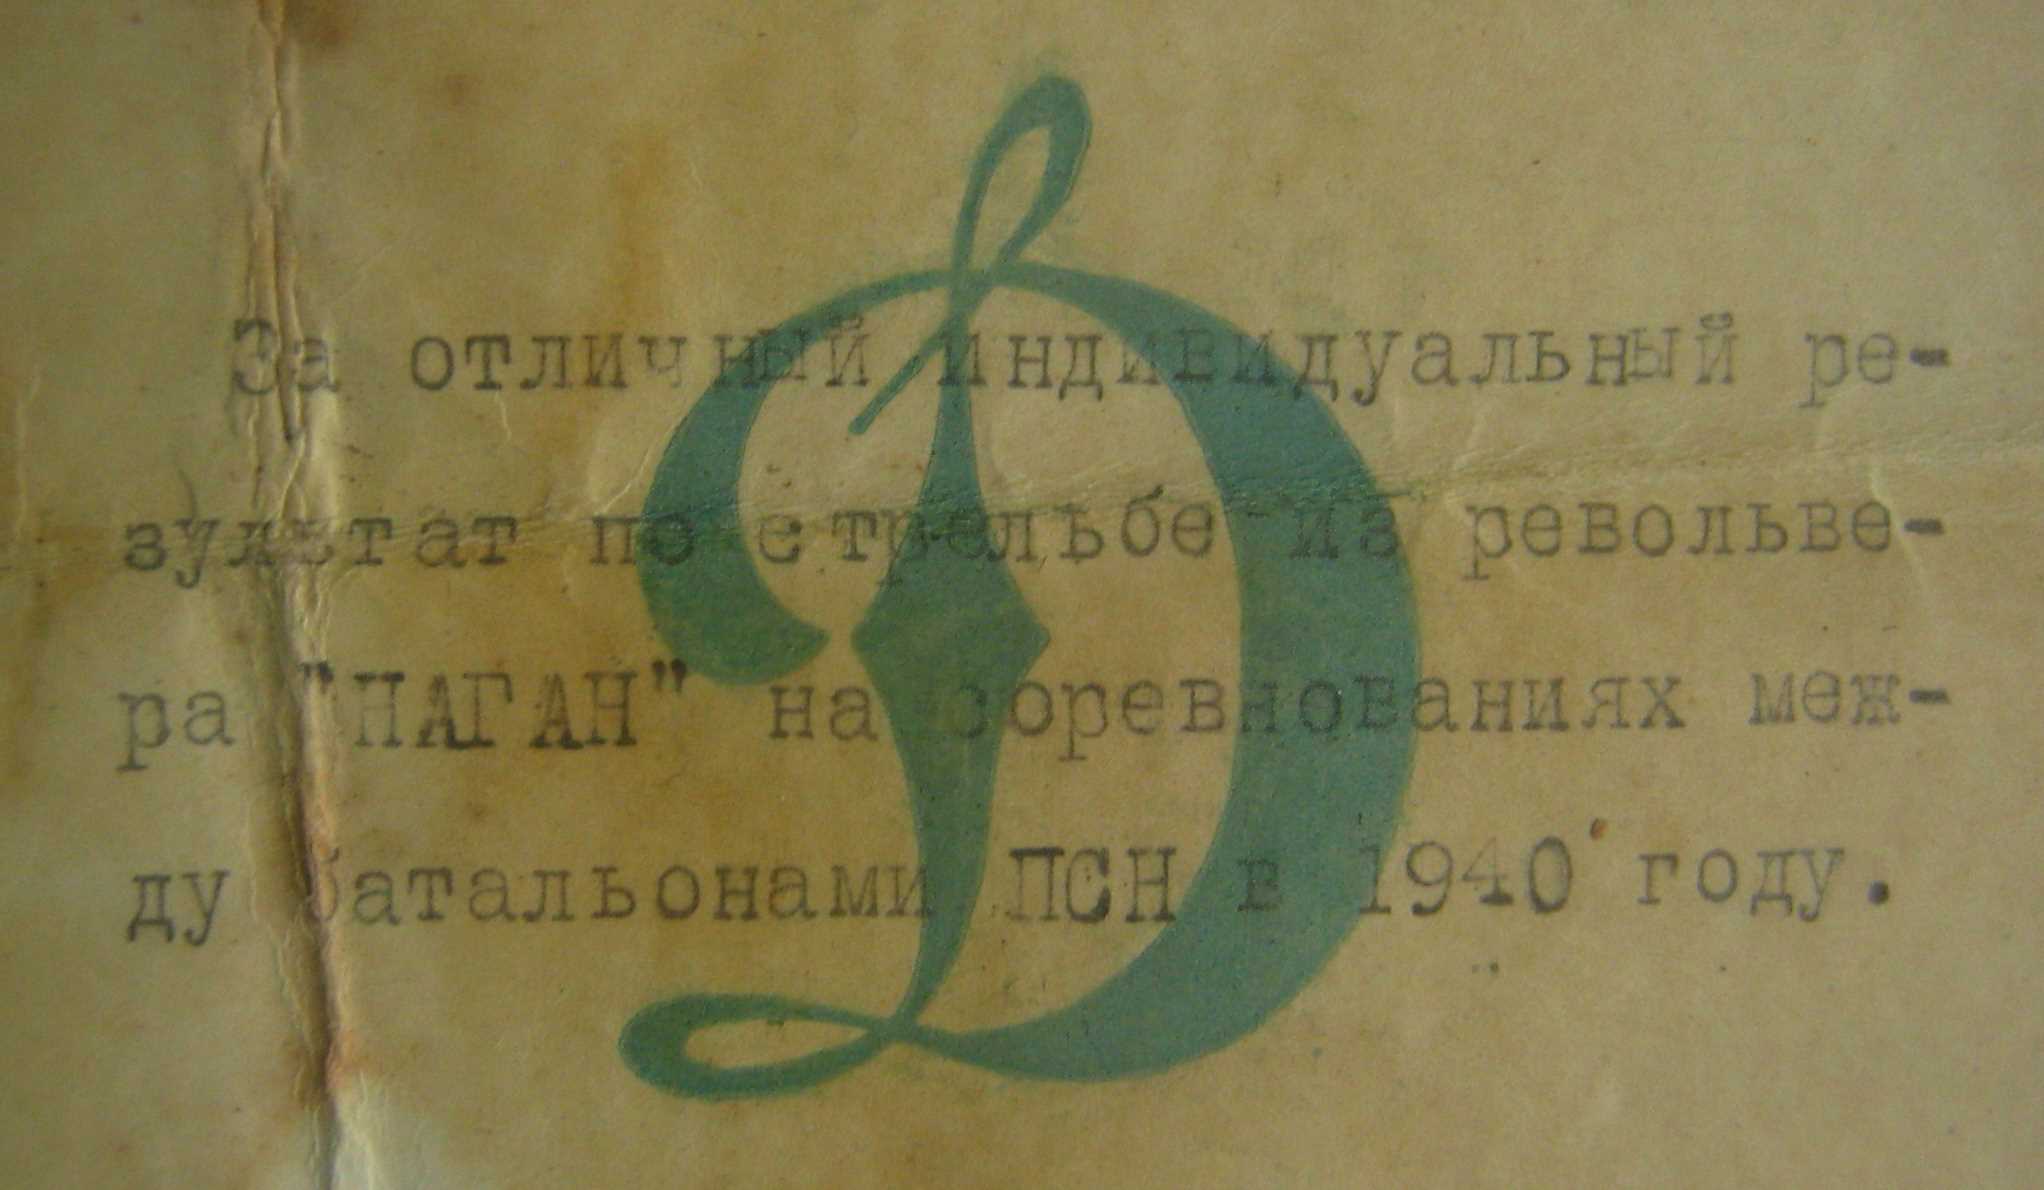 За отличный индивидуальный ре-
зультат по стрельбе из револьве-
ра "НАГАН" на соревнованиях меж-
ду батальонами ПСН в 1940 году.
Д